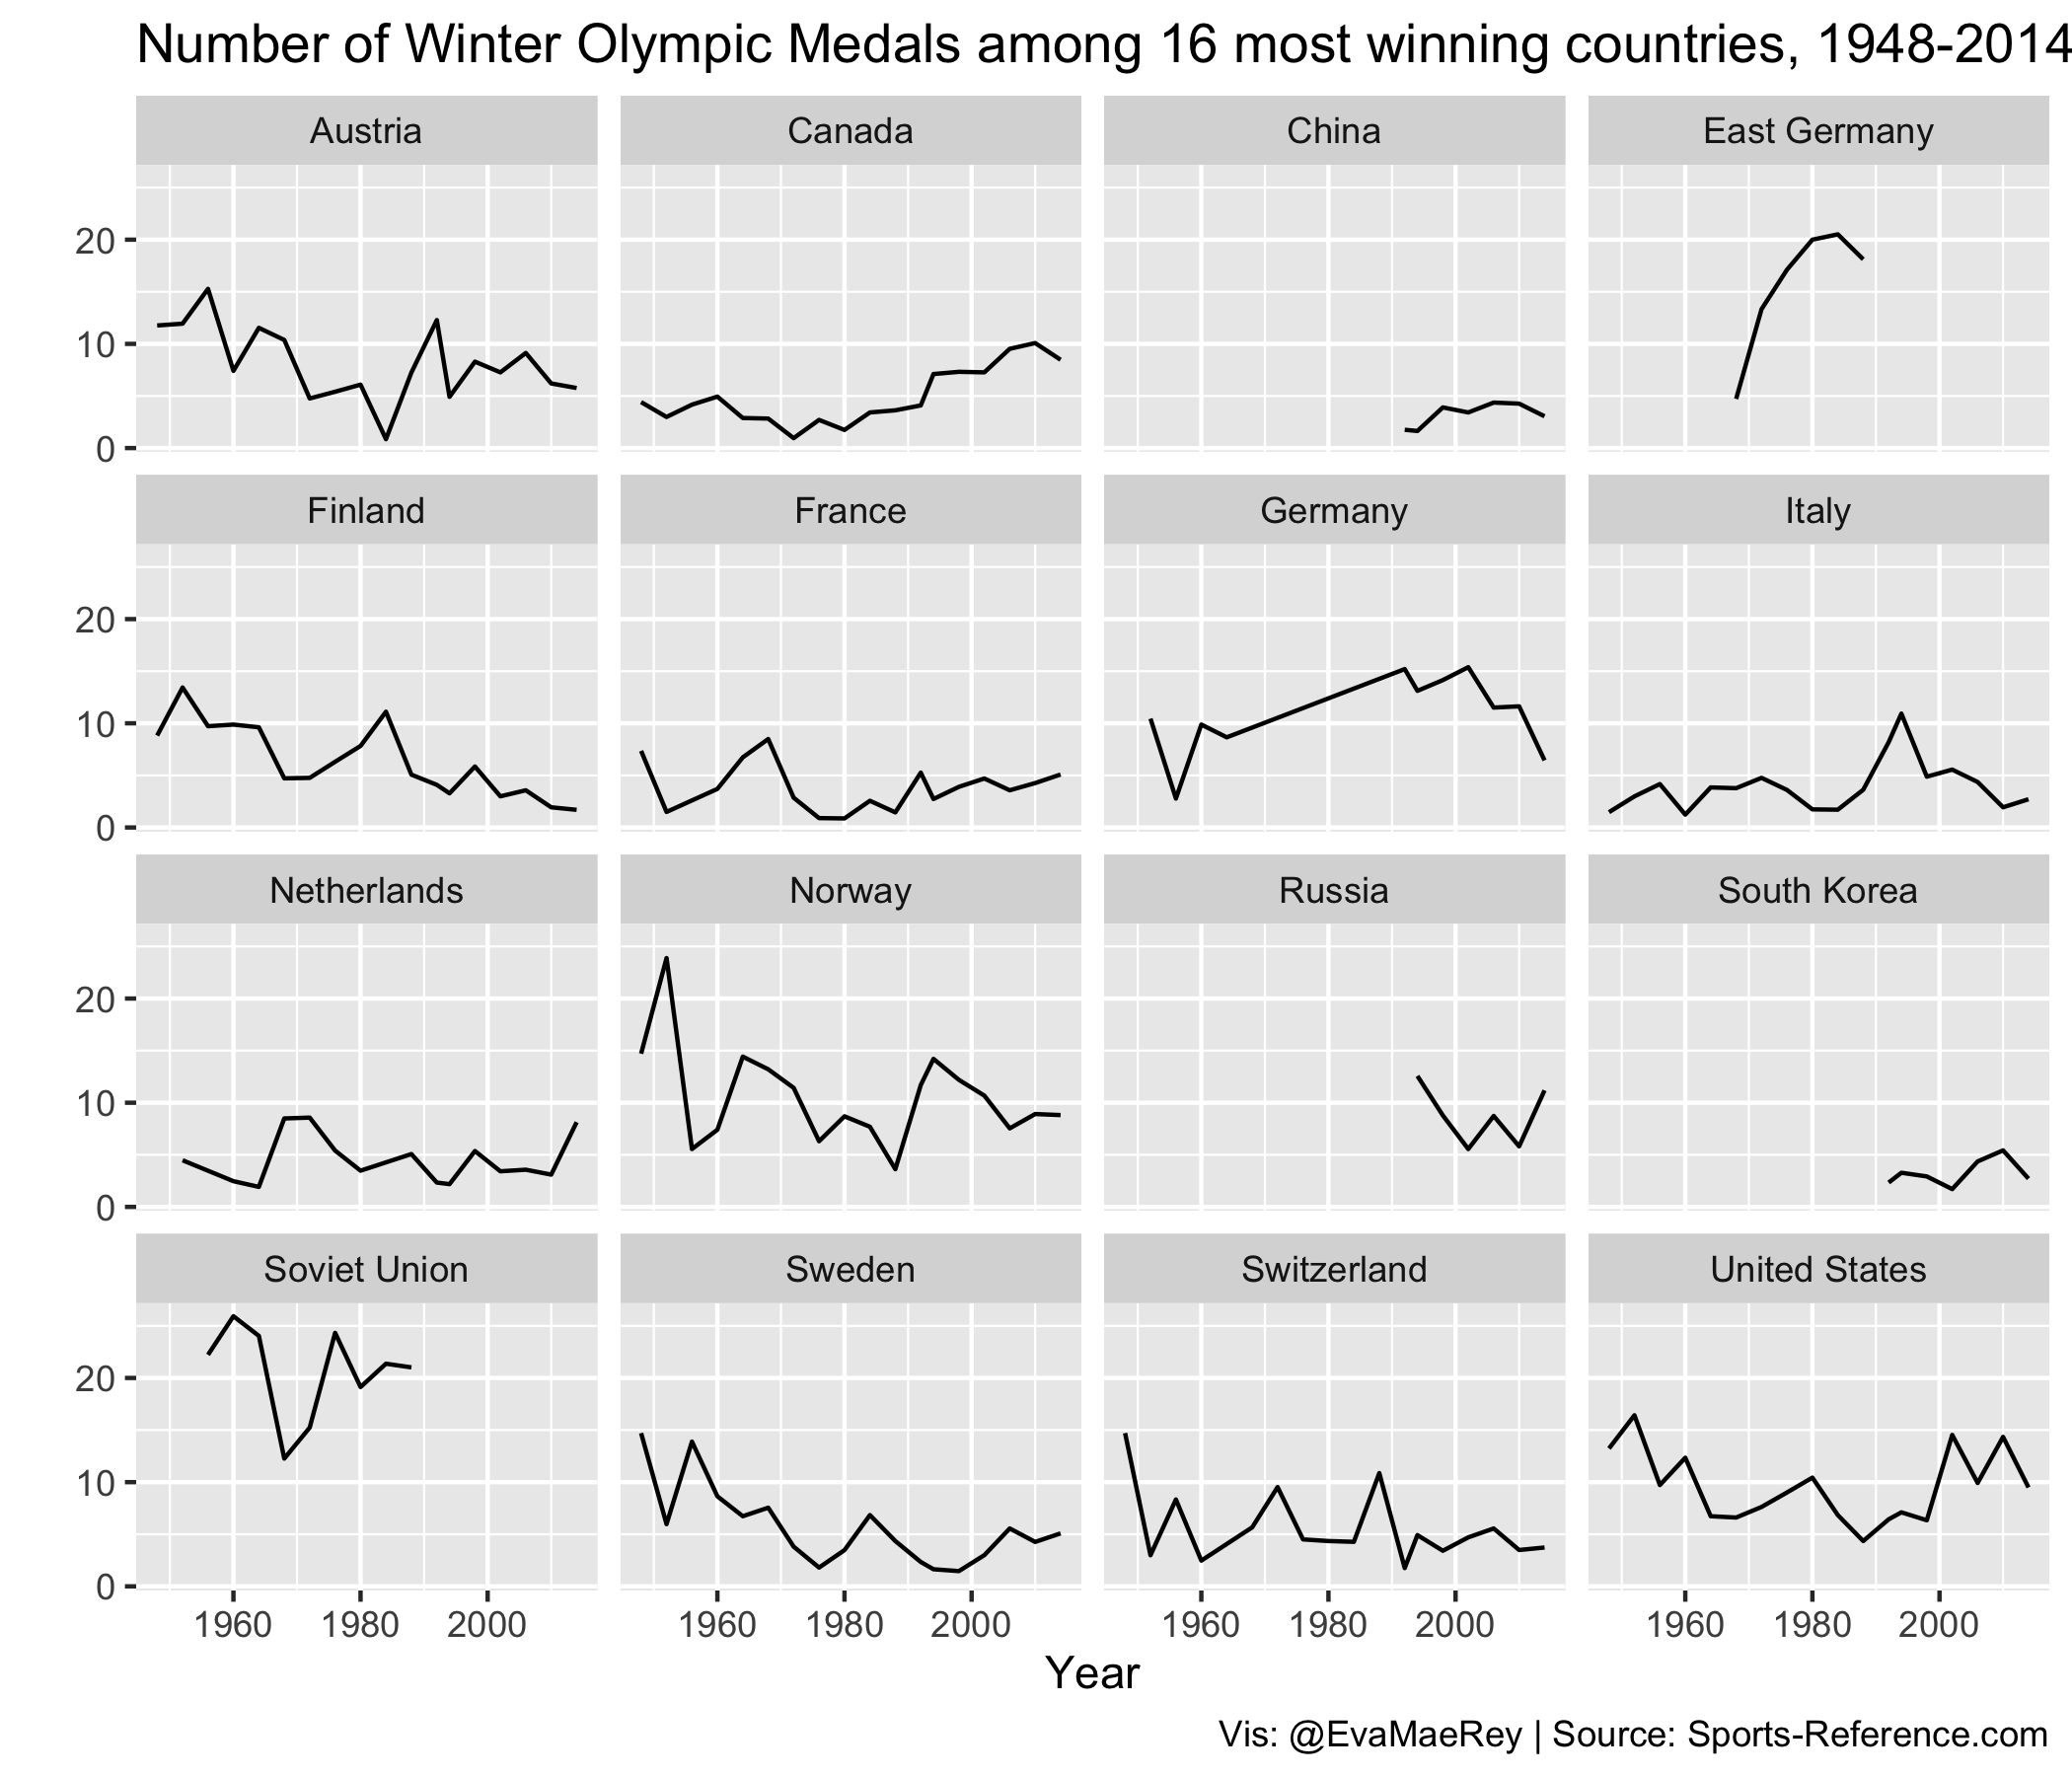 Number of Winter Olympic Medals among 16 most winning countries, 1948-2014
Austria Canada China East Germany
20
10
0
Finland France Germany Italy
20
10
0
Netherlands Norway Russia South Korea
20
10
0
Soviet Union Sweden Switzerland United States
20
10
0
1960 1980 2000 1960 1980 2000 1960 1980 2000 1960 1980 2000
Year
Vis: @EvaMaeRey | Source: Sports-Reference.com